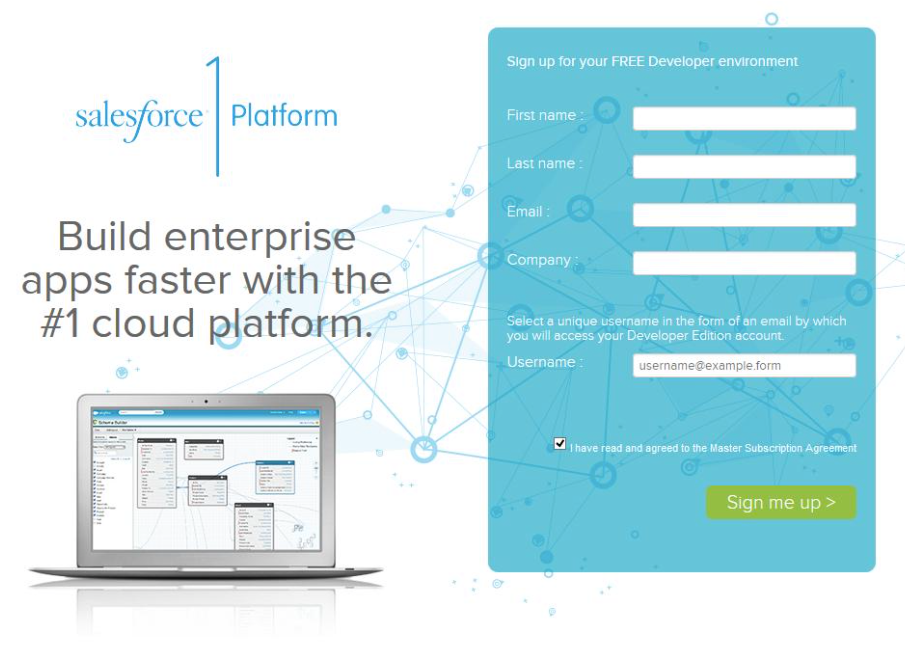 salesforce
1
Platform
Build enterprise
apps faster with the
#1 cloud platform.
Schema Builder
Sign up for your FREE Developer environment
First name :
Last name :
Email :
Company :
Select a unique username in the form of an email by which
you will access your Developer Edition account.
Username :
username@example.form
I have read and agreed to the Master Subscription Agreement
Sign me up >